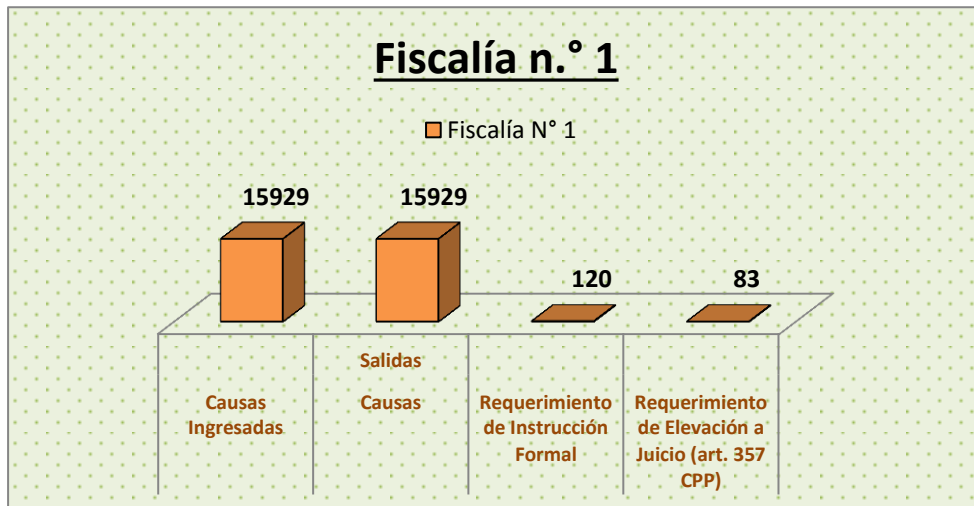 Fiscalía n.° 1
Fiscalía N° 1
15929
15929
120
83
Causas
Ingresadas
Salidas
Causas
Requerimiento
de Instrucción
Formal
Requerimiento
de Elevación a
Juicio (art. 357
CPP)